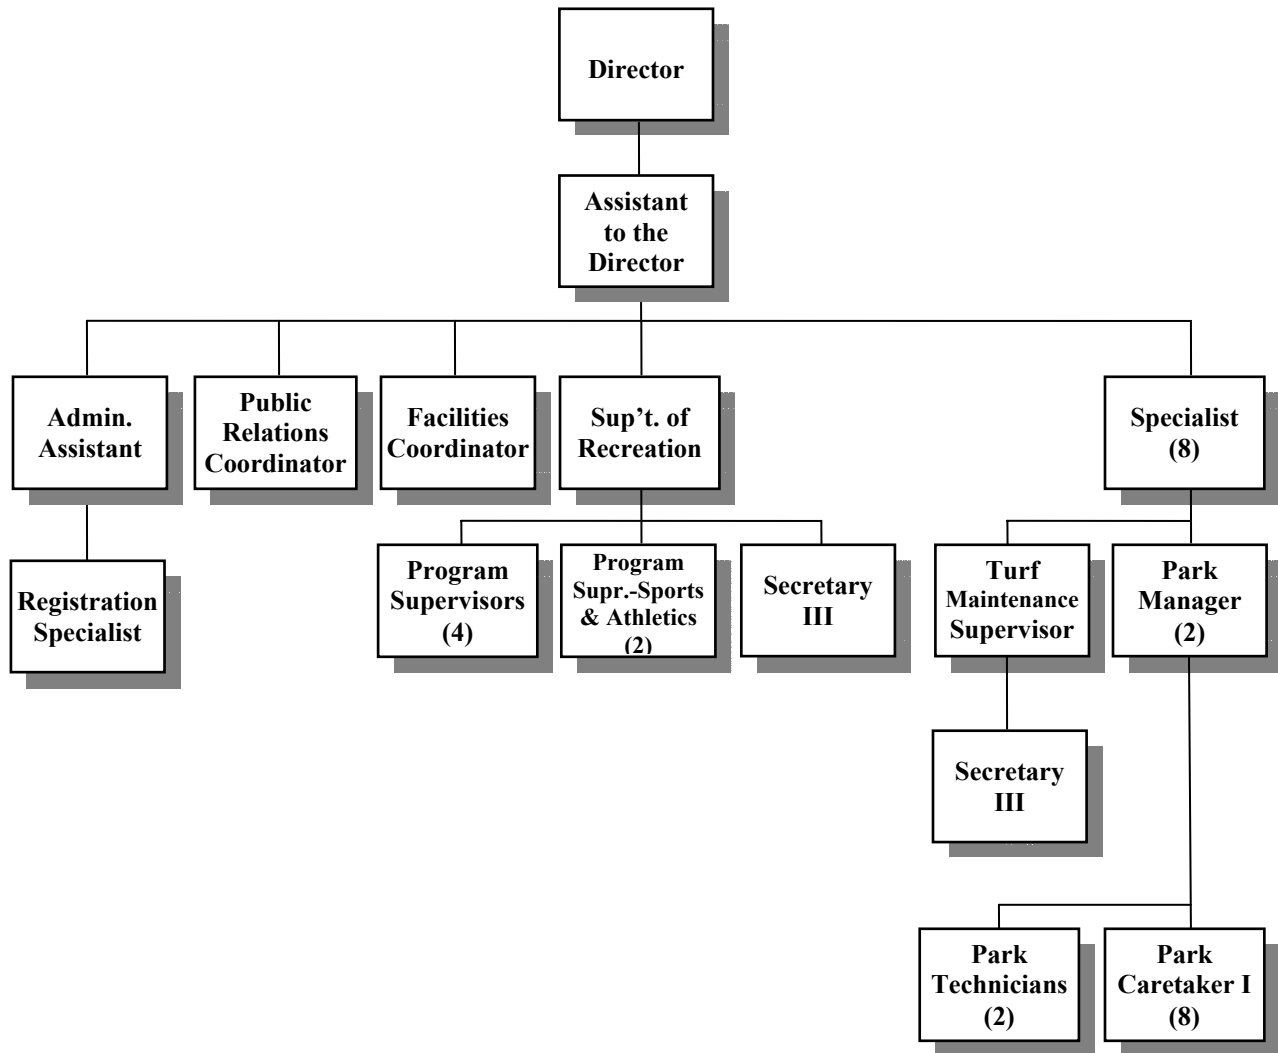 Director
Assistant
to the
Director
Admin.
Assistant
Public
Relations
Coordinator
Facilities
Coordinator
Sup’t. of
Recreation
Specialist
(8)
Registration
Specialist
Program
Supervisors
(4)
Program
Supr.-Sports
& Athletics
(2)
Secretary
III
Turf
Maintenance
Supervisor
Park
Manager
(2)
Secretary
III
Park
Technicians
(2)
Park
Caretaker I
(8)